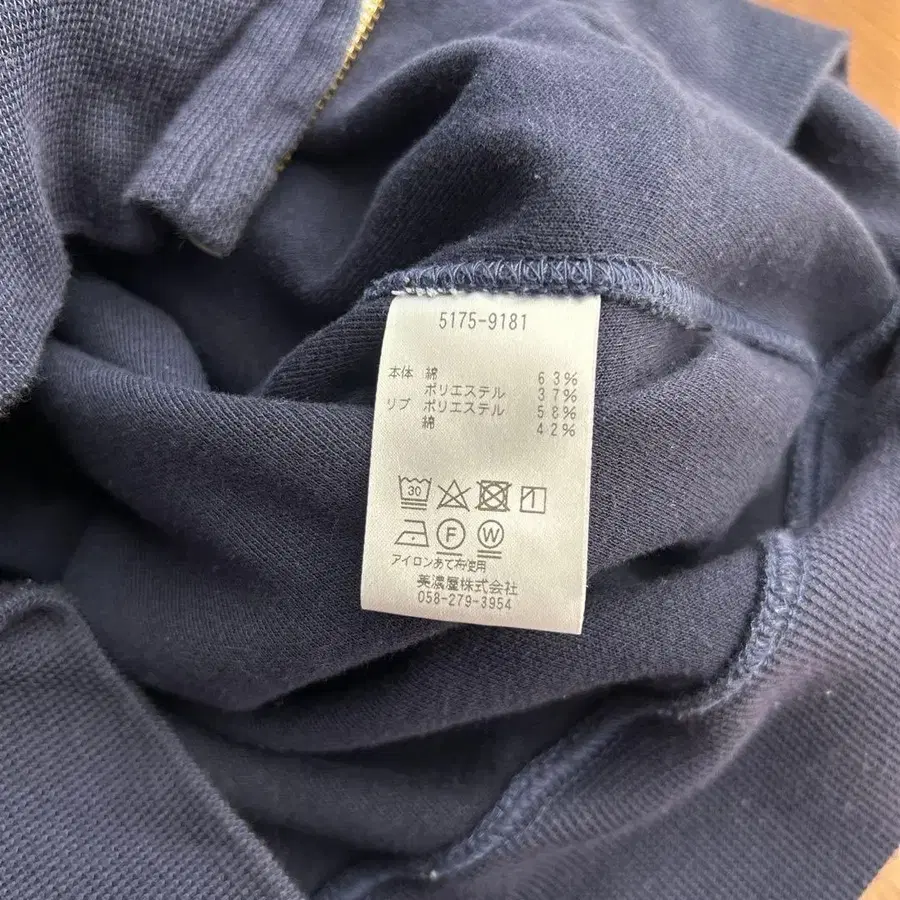 5175-9181
本体 綿 63%
ポリエステル 37%
リブ ポリエステル 58%
綿 42%
30
F W
アイロンあて布使用
美濃屋株式会社
058-279-3954